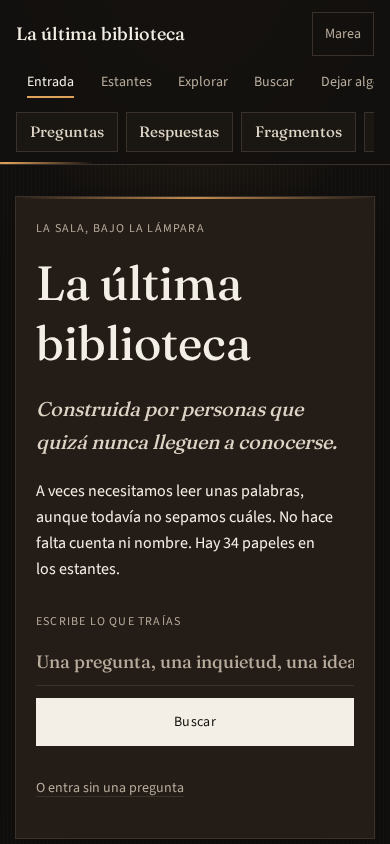 La última biblioteca
Marea
Entrada Estantes Explorar Buscar Dejar alg
Preguntas Respuestas Fragmentos
LA SALA, BAJO LA LÁMPARA
La última
biblioteca
Construida por personas que
quizá nunca lleguen a conocerse.
A veces necesitamos leer unas palabras,
aunque todavía no sepamos cuáles. No hace
falta cuenta ni nombre. Hay 34 papeles en
los estantes.
ESCRIBE LO QUE TRAÍAS
Una pregunta, una inquietud, una idea
Buscar
O entra sin una pregunta